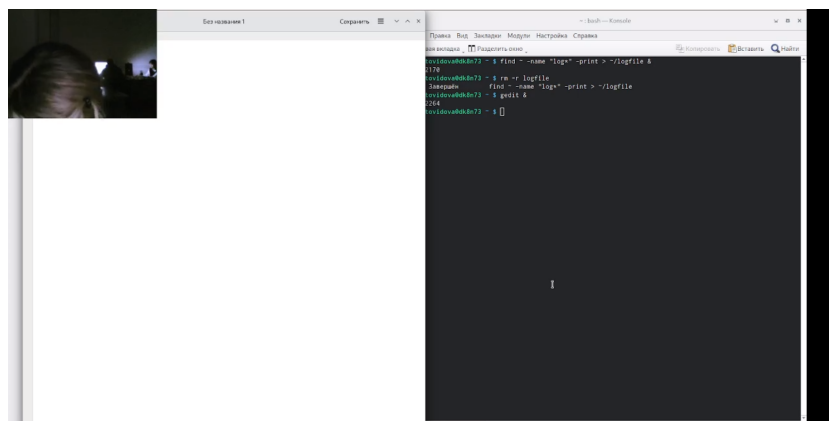 Без названия 1
Сохранить
~ : bash — Konsole
Правка Вид Закладки Модули Настройка Справка
вая вкладка Разделить окно
Копировать Вставить Найти
tovidova@dk8n73 ~ $ find ~ -name "log*" -print > ~/logfile &
2170
tovidova@dk8n73 ~ $ rm -r logfile
Завершён find ~ -name "log*" -print > ~/logfile
tovidova@dk8n73 ~ $ gedit &
2264
tovidova@dk8n73 ~ $